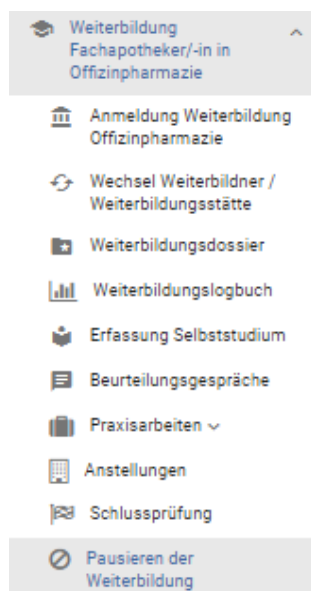 Weiterbildung
Fachapotheker/-in in
Offizinpharmazie
Anmeldung Weiterbildung
Offizinpharmazie
Wechsel Weiterbildner /
Weiterbildungsstätte
Weiterbildungsdossier
Weiterbildungslogbuch
Erfassung Selbststudium
Beurteilungsgespräche
Praxisarbeiten
Anstellungen
Schlussprüfung
Pausieren der
Weiterbildung